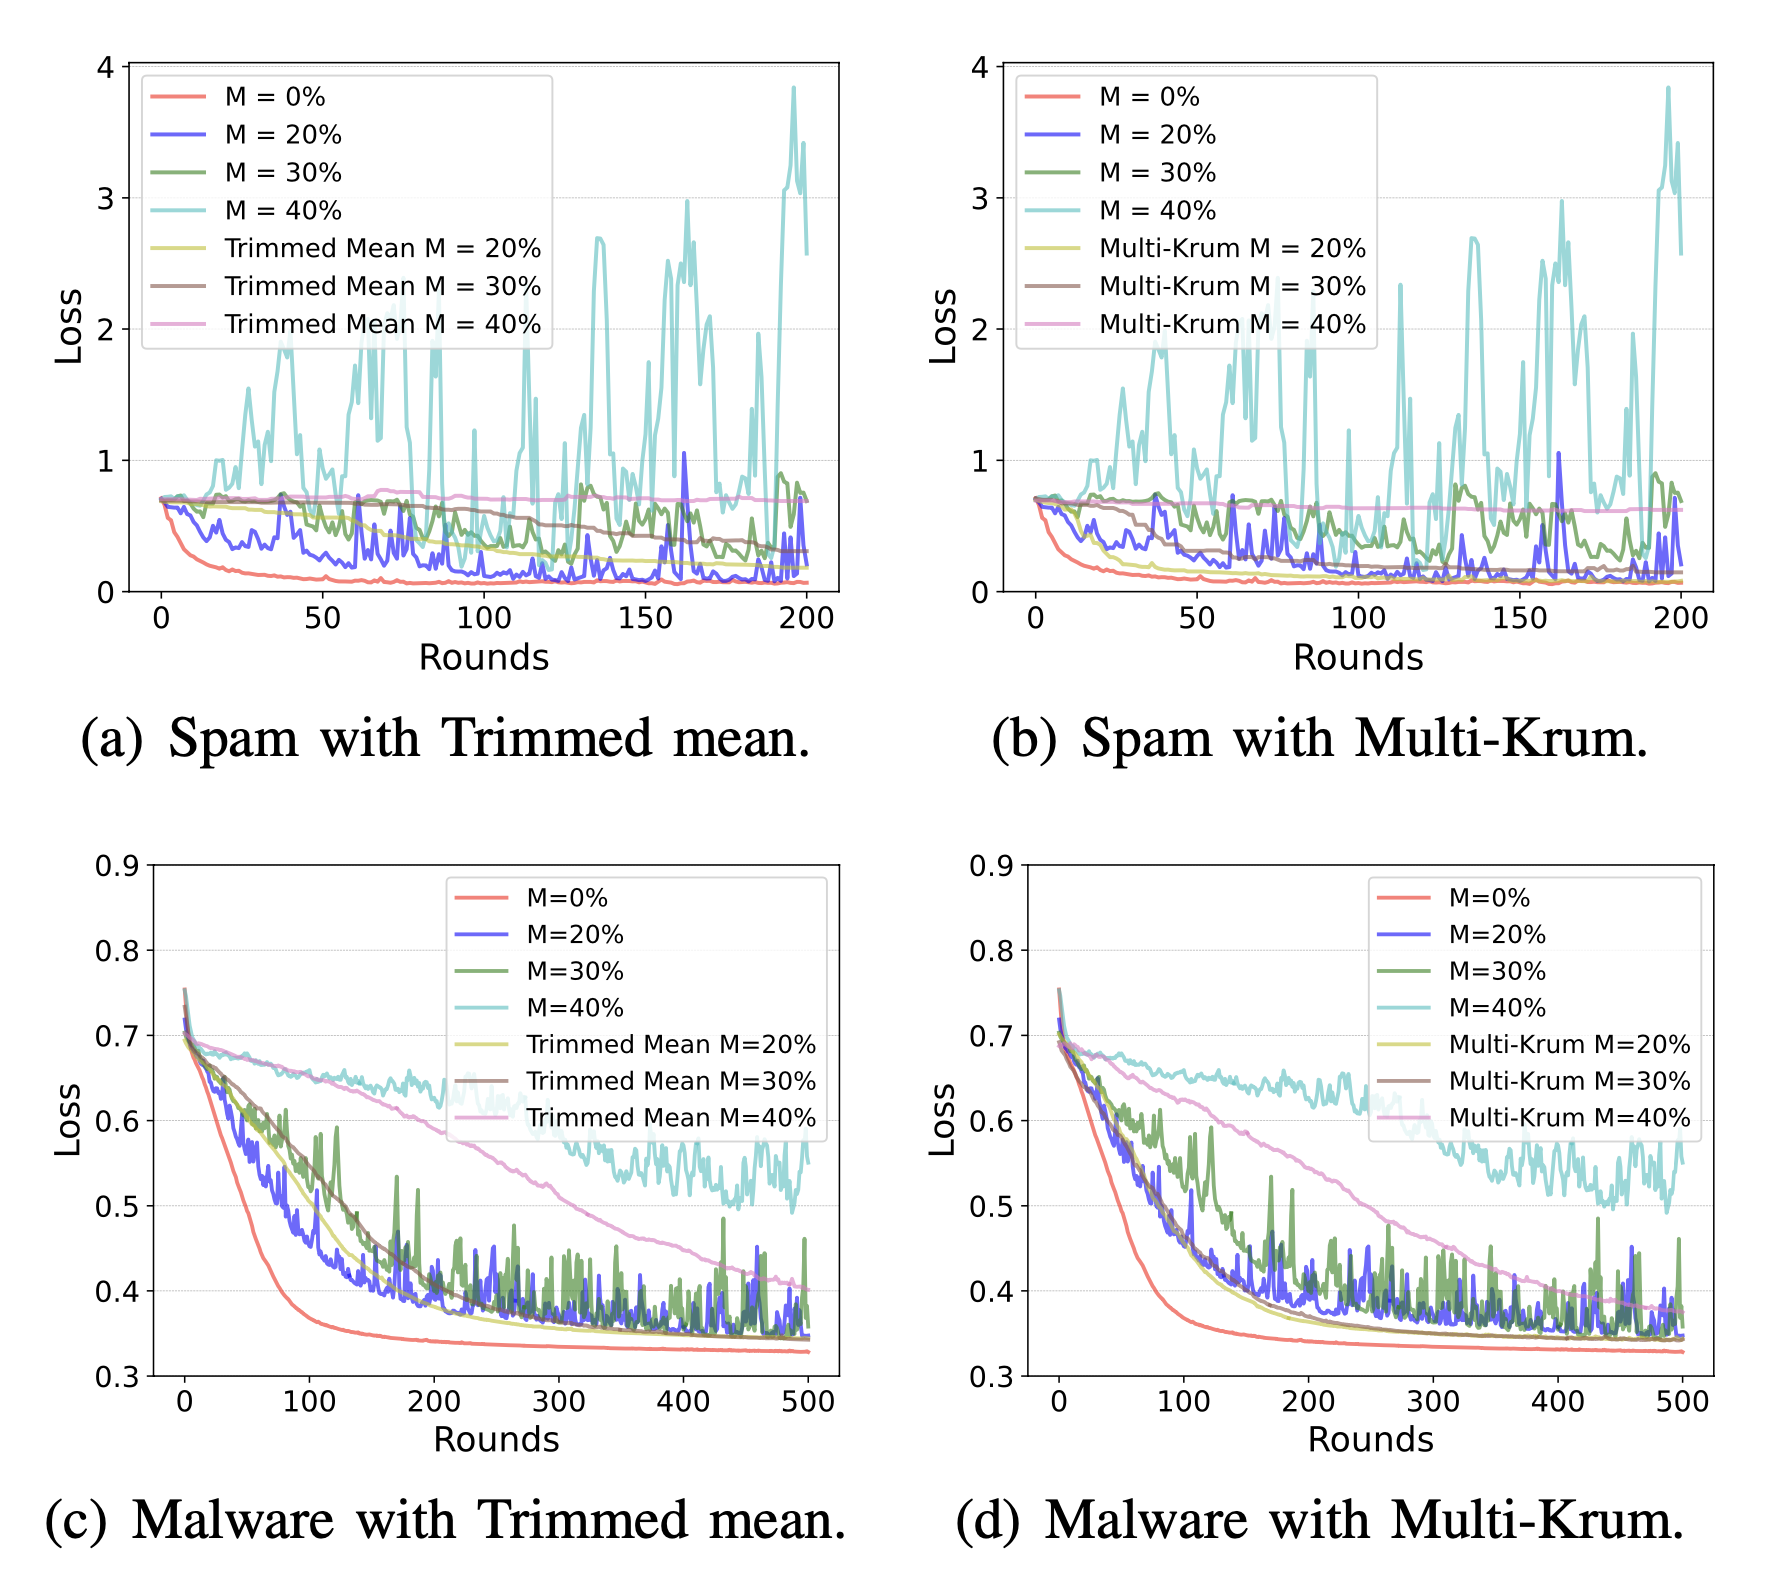 4
3
2
1
0
Loss
M = 0%
M = 20%
M = 30%
M = 40%
Trimmed Mean M = 20%
Trimmed Mean M = 30%
Trimmed Mean M = 40%
0 50 100 150 200
Rounds
(a) Spam with Trimmed mean.
4
3
2
1
0
Loss
M = 0%
M = 20%
M = 30%
M = 40%
Multi-Krum M = 20%
Multi-Krum M = 30%
Multi-Krum M = 40%
0 50 100 150 200
Rounds
(b) Spam with Multi-Krum.
0.9
0.8
0.7
0.6
0.5
0.4
0.3
Loss
M=0%
M=20%
M=30%
M=40%
Trimmed Mean M=20%
Trimmed Mean M=30%
Trimmed Mean M=40%
0 100 200 300 400 500
Rounds
(c) Malware with Trimmed mean.
0.9
0.8
0.7
0.6
0.5
0.4
0.3
Loss
M=0%
M=20%
M=30%
M=40%
Multi-Krum M=20%
Multi-Krum M=30%
Multi-Krum M=40%
0 100 200 300 400 500
Rounds
(d) Malware with Multi-Krum.